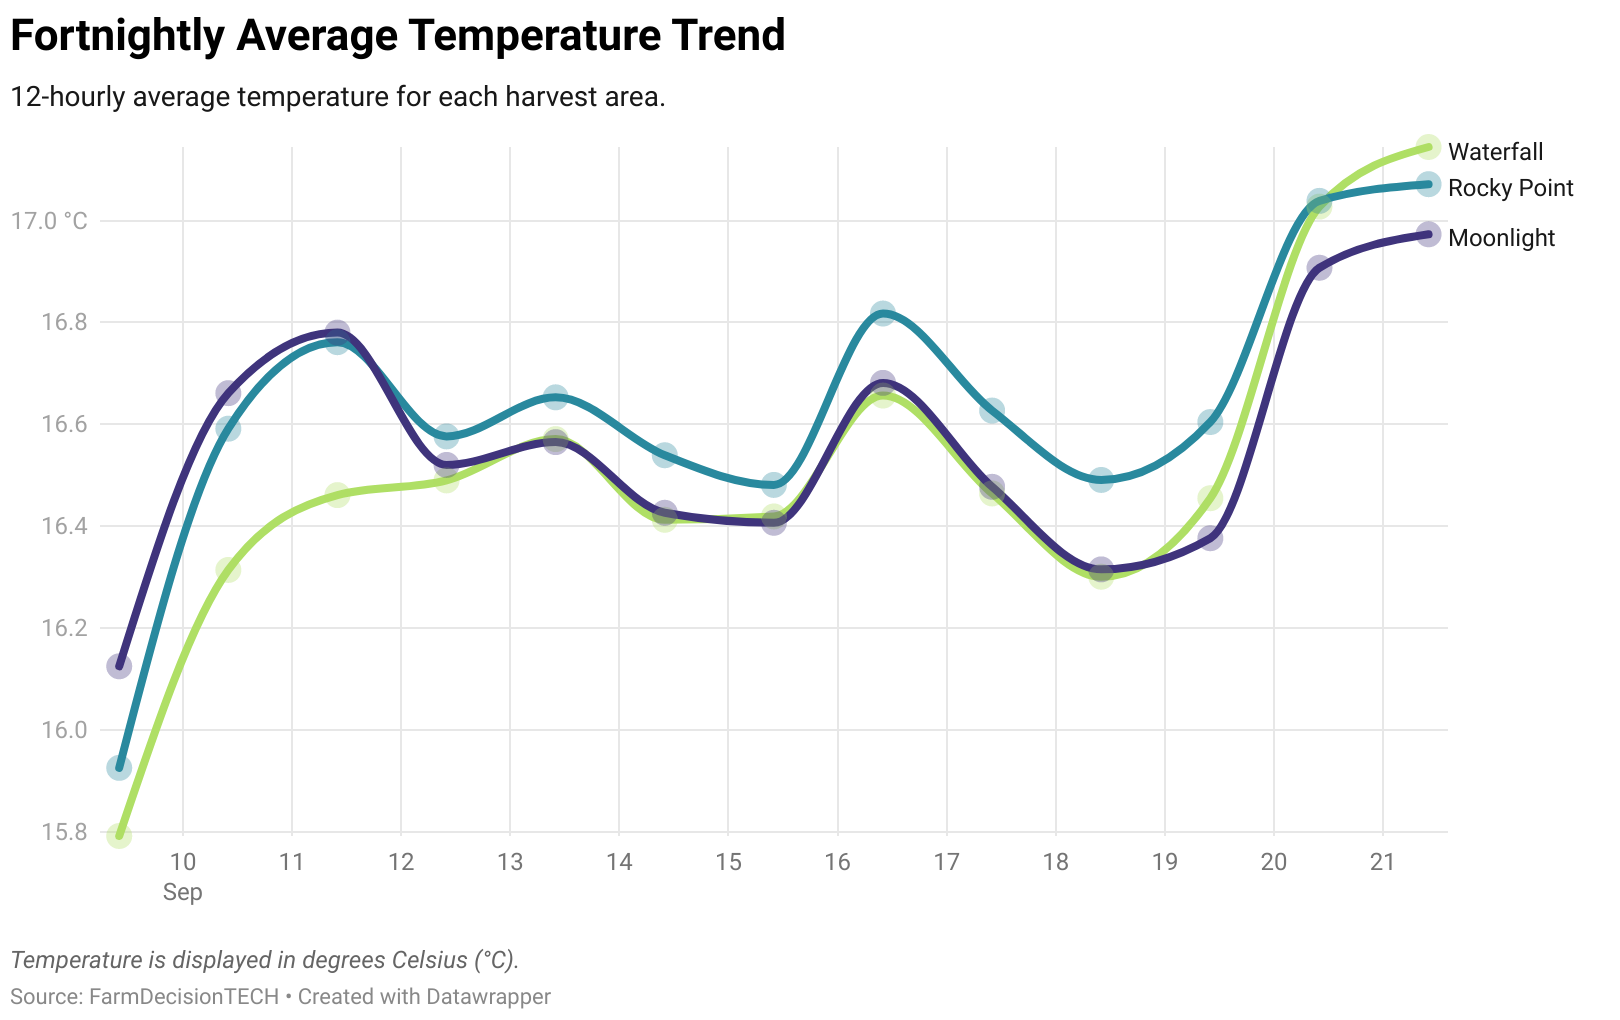 Fortnightly Average Temperature Trend
12-hourly average temperature for each harvest area.
Waterfall
Rocky Point
Moonlight
17.0 °C
16.8
16.6
16.4
16.2
16.0
15.8
10 11 12 13 14 15 16 17 18 19 20 21
Sep
Temperature is displayed in degrees Celsius (°C).
Source: FarmDecisionTECH • Created with Datawrapper